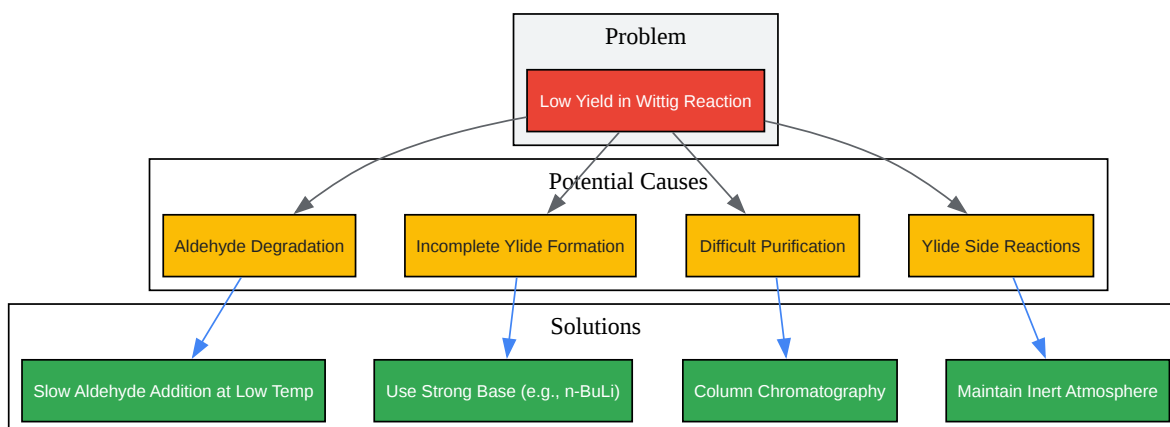 Problem
Low Yield in Wittig Reaction
Potential Causes
Aldehyde Degradation
Incomplete Ylide Formation
Difficult Purification
Ylide Side Reactions
Solutions
Slow Aldehyde Addition at Low Temp
Use Strong Base (e.g., n-BuLi)
Column Chromatography
Maintain Inert Atmosphere